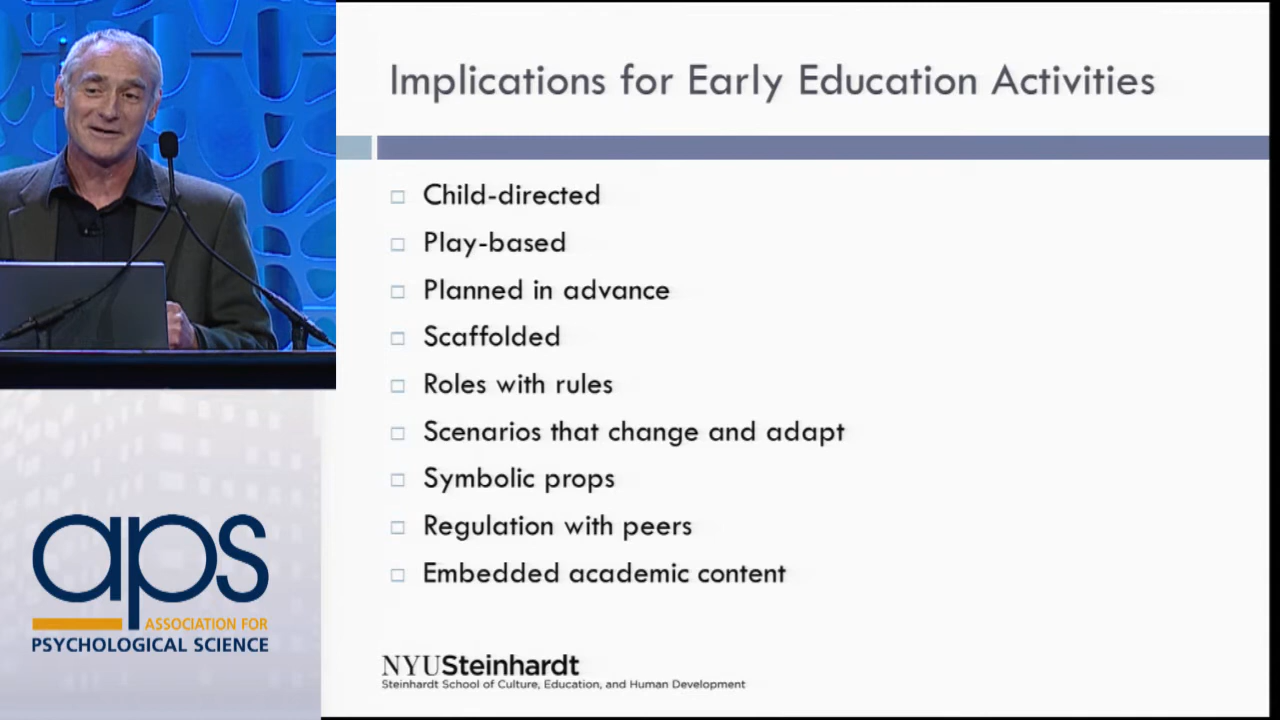 Implications for Early Education Activities
Child-directed
Play-based
Planned in advance
Scaffolded
Roles with rules
Scenarios that change and adapt
Symbolic props
Regulation with peers
Embedded academic content
NYUSteinhardt
Steinhardt School of Culture, Education, and Human Development
aps
ASSOCIATION FOR
PSYCHOLOGICAL SCIENCE